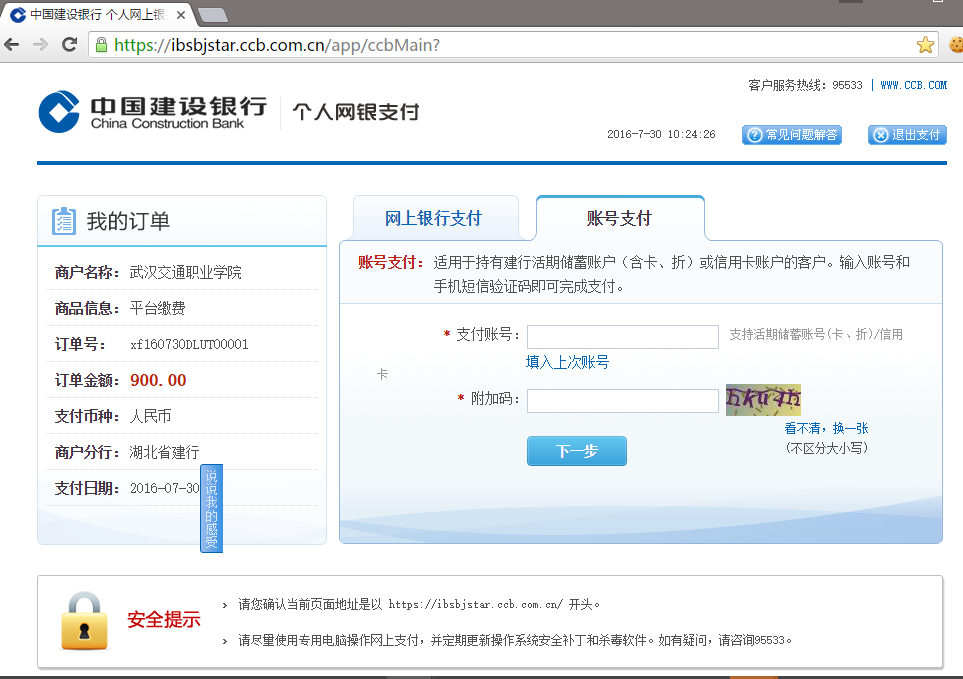 中国建设银行 个人网上银
https://ibsbjstar.ccb.com.cn/app/ccbMain?
客户服务热线：95533 | WWW.CCB.COM
中国建设银行
China Construction Bank
个人网银支付
2016-7-30 10:24:26
常见问题解答
退出支付
我的订单
商户名称： 武汉交通职业学院
商品信息： 平台缴费
订单号： xf160730DLUT00001
订单金额： 900.00
支付币种： 人民币
商户分行： 湖北省建行
支付日期： 2016-07-30
说说我的感受
网上银行支付
账号支付
账号支付： 适用于持有建行活期储蓄账户（含卡、折）或信用卡账户的客户。输入账号和
手机短信验证码即可完成支付。
* 支付账号： 支持活期储蓄账号(卡、折)/信用
卡
填入上次账号
* 附加码：
看不清，换一张
(不区分大小写)
下一步
安全提示
› 请您确认当前页面地址是以 https://ibsbjstar.ccb.com.cn/ 开头。
› 请尽量使用专用电脑操作网上支付，并定期更新操作系统安全补丁和杀毒软件。如有疑问，请咨询95533。